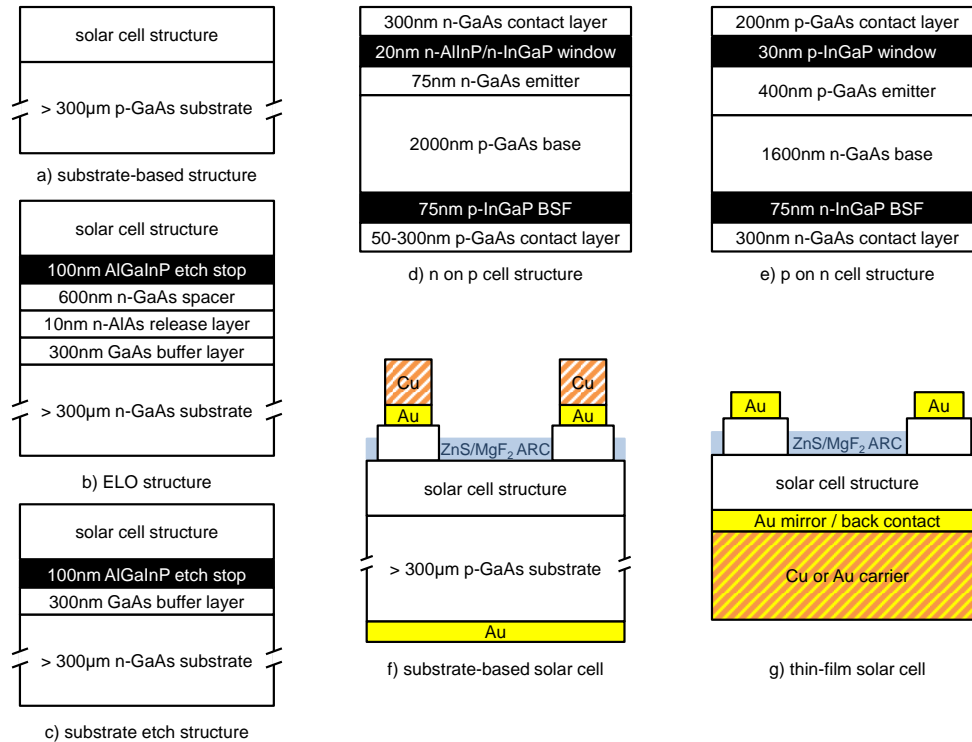 solar cell structure
> 300µm p-GaAs substrate
a) substrate-based structure
solar cell structure
100nm AlGaInP etch stop
600nm n-GaAs spacer
10nm n-AlAs release layer
300nm GaAs buffer layer
> 300µm n-GaAs substrate
b) ELO structure
solar cell structure
100nm AlGaInP etch stop
300nm GaAs buffer layer
> 300µm n-GaAs substrate
c) substrate etch structure
300nm n-GaAs contact layer
20nm n-AlInP/n-InGaP window
75nm n-GaAs emitter
2000nm p-GaAs base
75nm p-InGaP BSF
50-300nm p-GaAs contact layer
d) n on p cell structure
200nm p-GaAs contact layer
30nm p-InGaP window
400nm p-GaAs emitter
1600nm n-GaAs base
75nm n-InGaP BSF
300nm n-GaAs contact layer
e) p on n cell structure
Cu Cu
Au Au
ZnS/MgF₂ ARC
solar cell structure
> 300µm p-GaAs substrate
Au
f) substrate-based solar cell
Au Au
ZnS/MgF₂ ARC
solar cell structure
Au mirror / back contact
Cu or Au carrier
g) thin-film solar cell